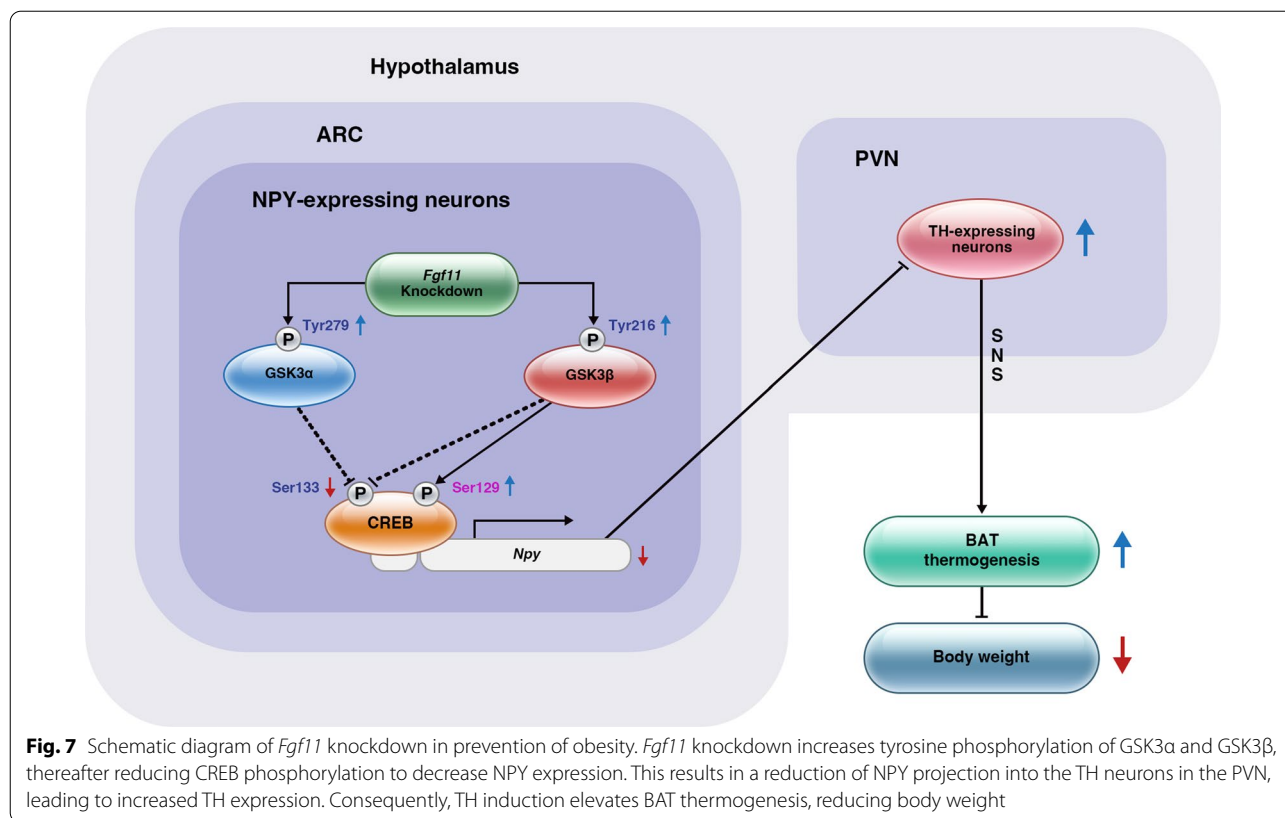 Hypothalamus
ARC
PVN
NPY-expressing neurons
TH-expressing
neurons
Fgf11
Knockdown
Tyr279
Tyr216
P
P
GSK3α
GSK3β
S
N
S
Ser133
P
P
Ser129
CREB
Npy
BAT
thermogenesis
Body weight
Fig. 7 Schematic diagram of Fgf11 knockdown in prevention of obesity. Fgf11 knockdown increases tyrosine phosphorylation of GSK3α and GSK3β,
thereafter reducing CREB phosphorylation to decrease NPY expression. This results in a reduction of NPY projection into the TH neurons in the PVN,
leading to increased TH expression. Consequently, TH induction elevates BAT thermogenesis, reducing body weight